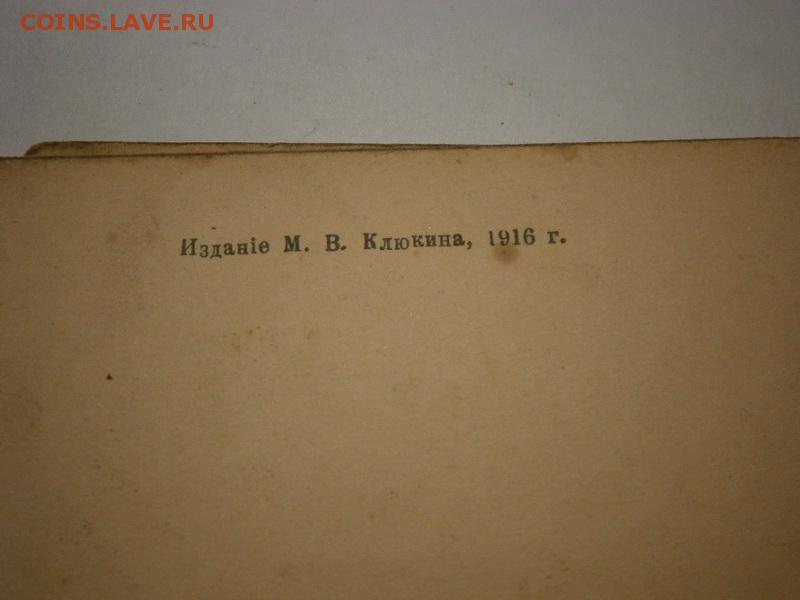 COINS.LAVE.RU
Изданіе М. В. Клюкина, 1916 г.